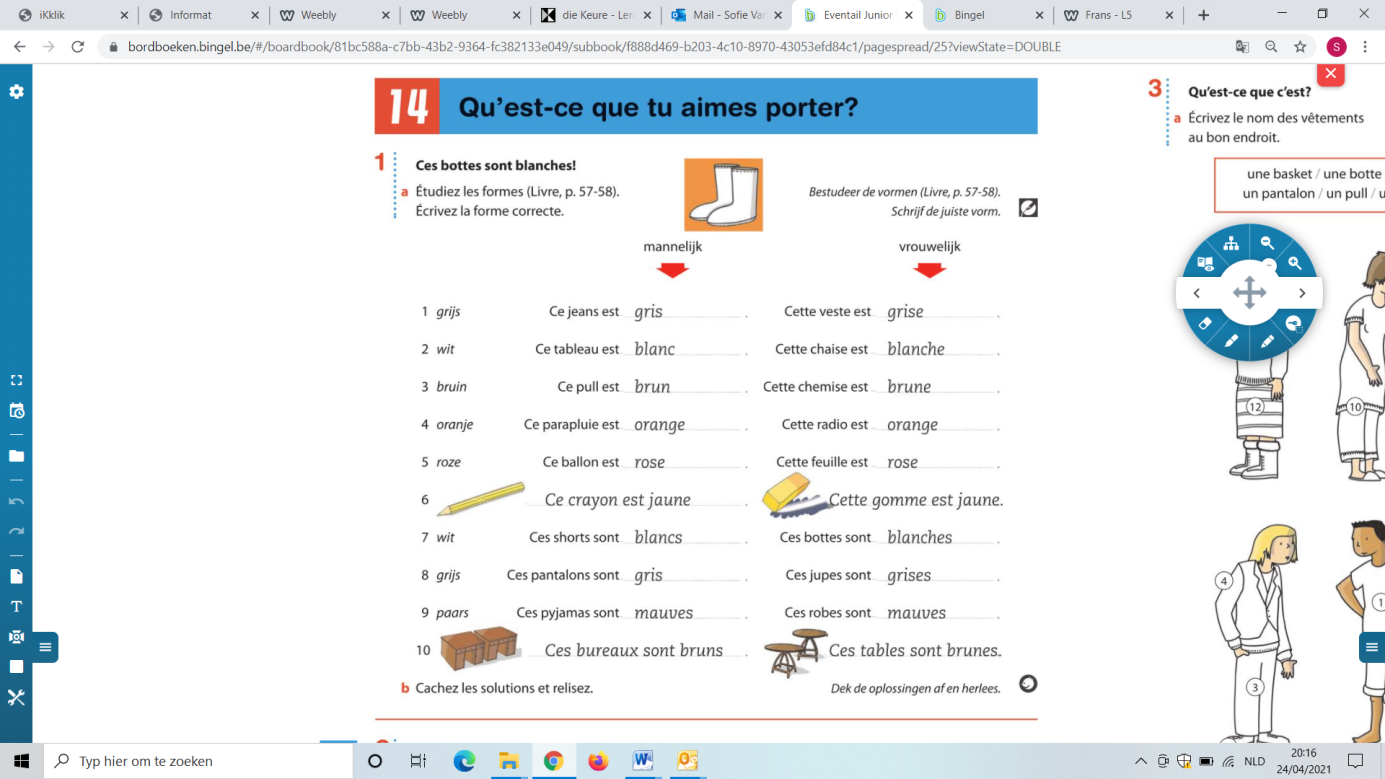 iKklik
Informat
Weebly
Weebly
die Keure - Ler
Mail - Sofie Va
Eventail Junior
Bingel
Frans - L5
bordboeken.bingel.be/#/boardbook/81bc588a-c7bb-43b2-9364-fc382133e049/subbook/f888d469-b203-4c10-8970-43053efd84c1/pagespread/25?viewState=DOUBLE
S
14 Qu'est-ce que tu aimes porter?
1 Ces bottes sont blanches!
a Étudiez les formes (Livre, p. 57-58).
Écrivez la forme correcte.
Bestudeer de vormen (Livre, p. 57-58).
Schrijf de juiste vorm.
mannelijk vrouwelijk
1 grijs Ce jeans est gris. Cette veste est grise.
2 wit Ce tableau est blanc. Cette chaise est blanche.
3 bruin Ce pull est brun. Cette chemise est brune.
4 oranje Ce parapluie est orange. Cette radio est orange.
5 roze Ce ballon est rose. Cette feuille est rose.
6 Ce crayon est jaune. Cette gomme est jaune.
7 wit Ces shorts sont blancs. Ces bottes sont blanches.
8 grijs Ces pantalons sont gris. Ces jupes sont grises.
9 paars Ces pyjamas sont mauves. Ces robes sont mauves.
10 Ces bureaux sont bruns. Ces tables sont brunes.
b Cachez les solutions et relisez. Dek de oplossingen af en herlees.
3 Qu'est-ce que c'est?
a Écrivez le nom des vêtements
au bon endroit.
une basket / une botte
un pantalon / un pull / u
12
10
4
1
3
T
Typ hier om te zoeken
NLD
20:16
24/04/2021